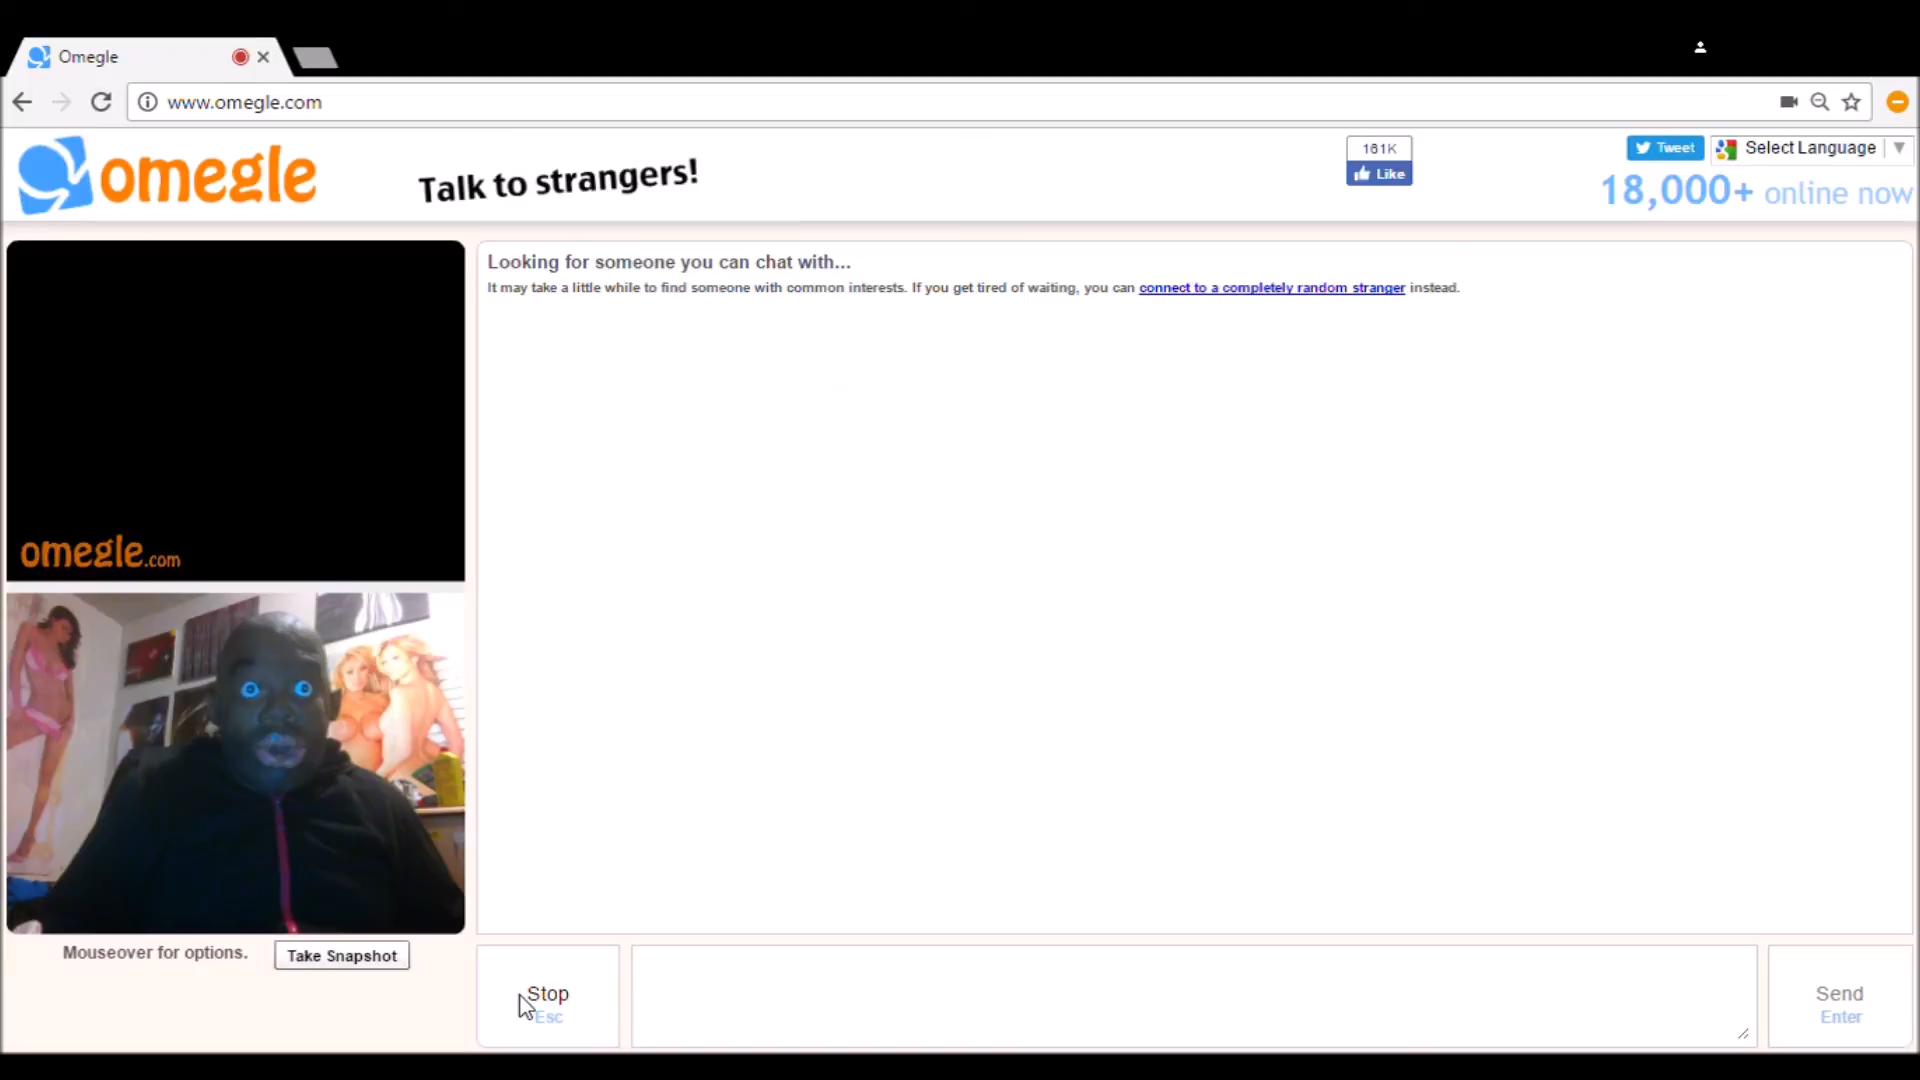 Omegle
www.omegle.com
omegle
Talk to strangers!
161K
Like
Tweet
Select Language
18,000+ online now
Looking for someone you can chat with...
It may take a little while to find someone with common interests. If you get tired of waiting, you can connect to a completely random stranger instead.
omegle.com
Mouseover for options.
Take Snapshot
Stop
Esc
Send
Enter